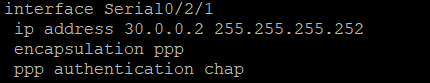 interface Serial0/2/1
ip address 30.0.0.2 255.255.255.252
encapsulation ppp
ppp authentication chap